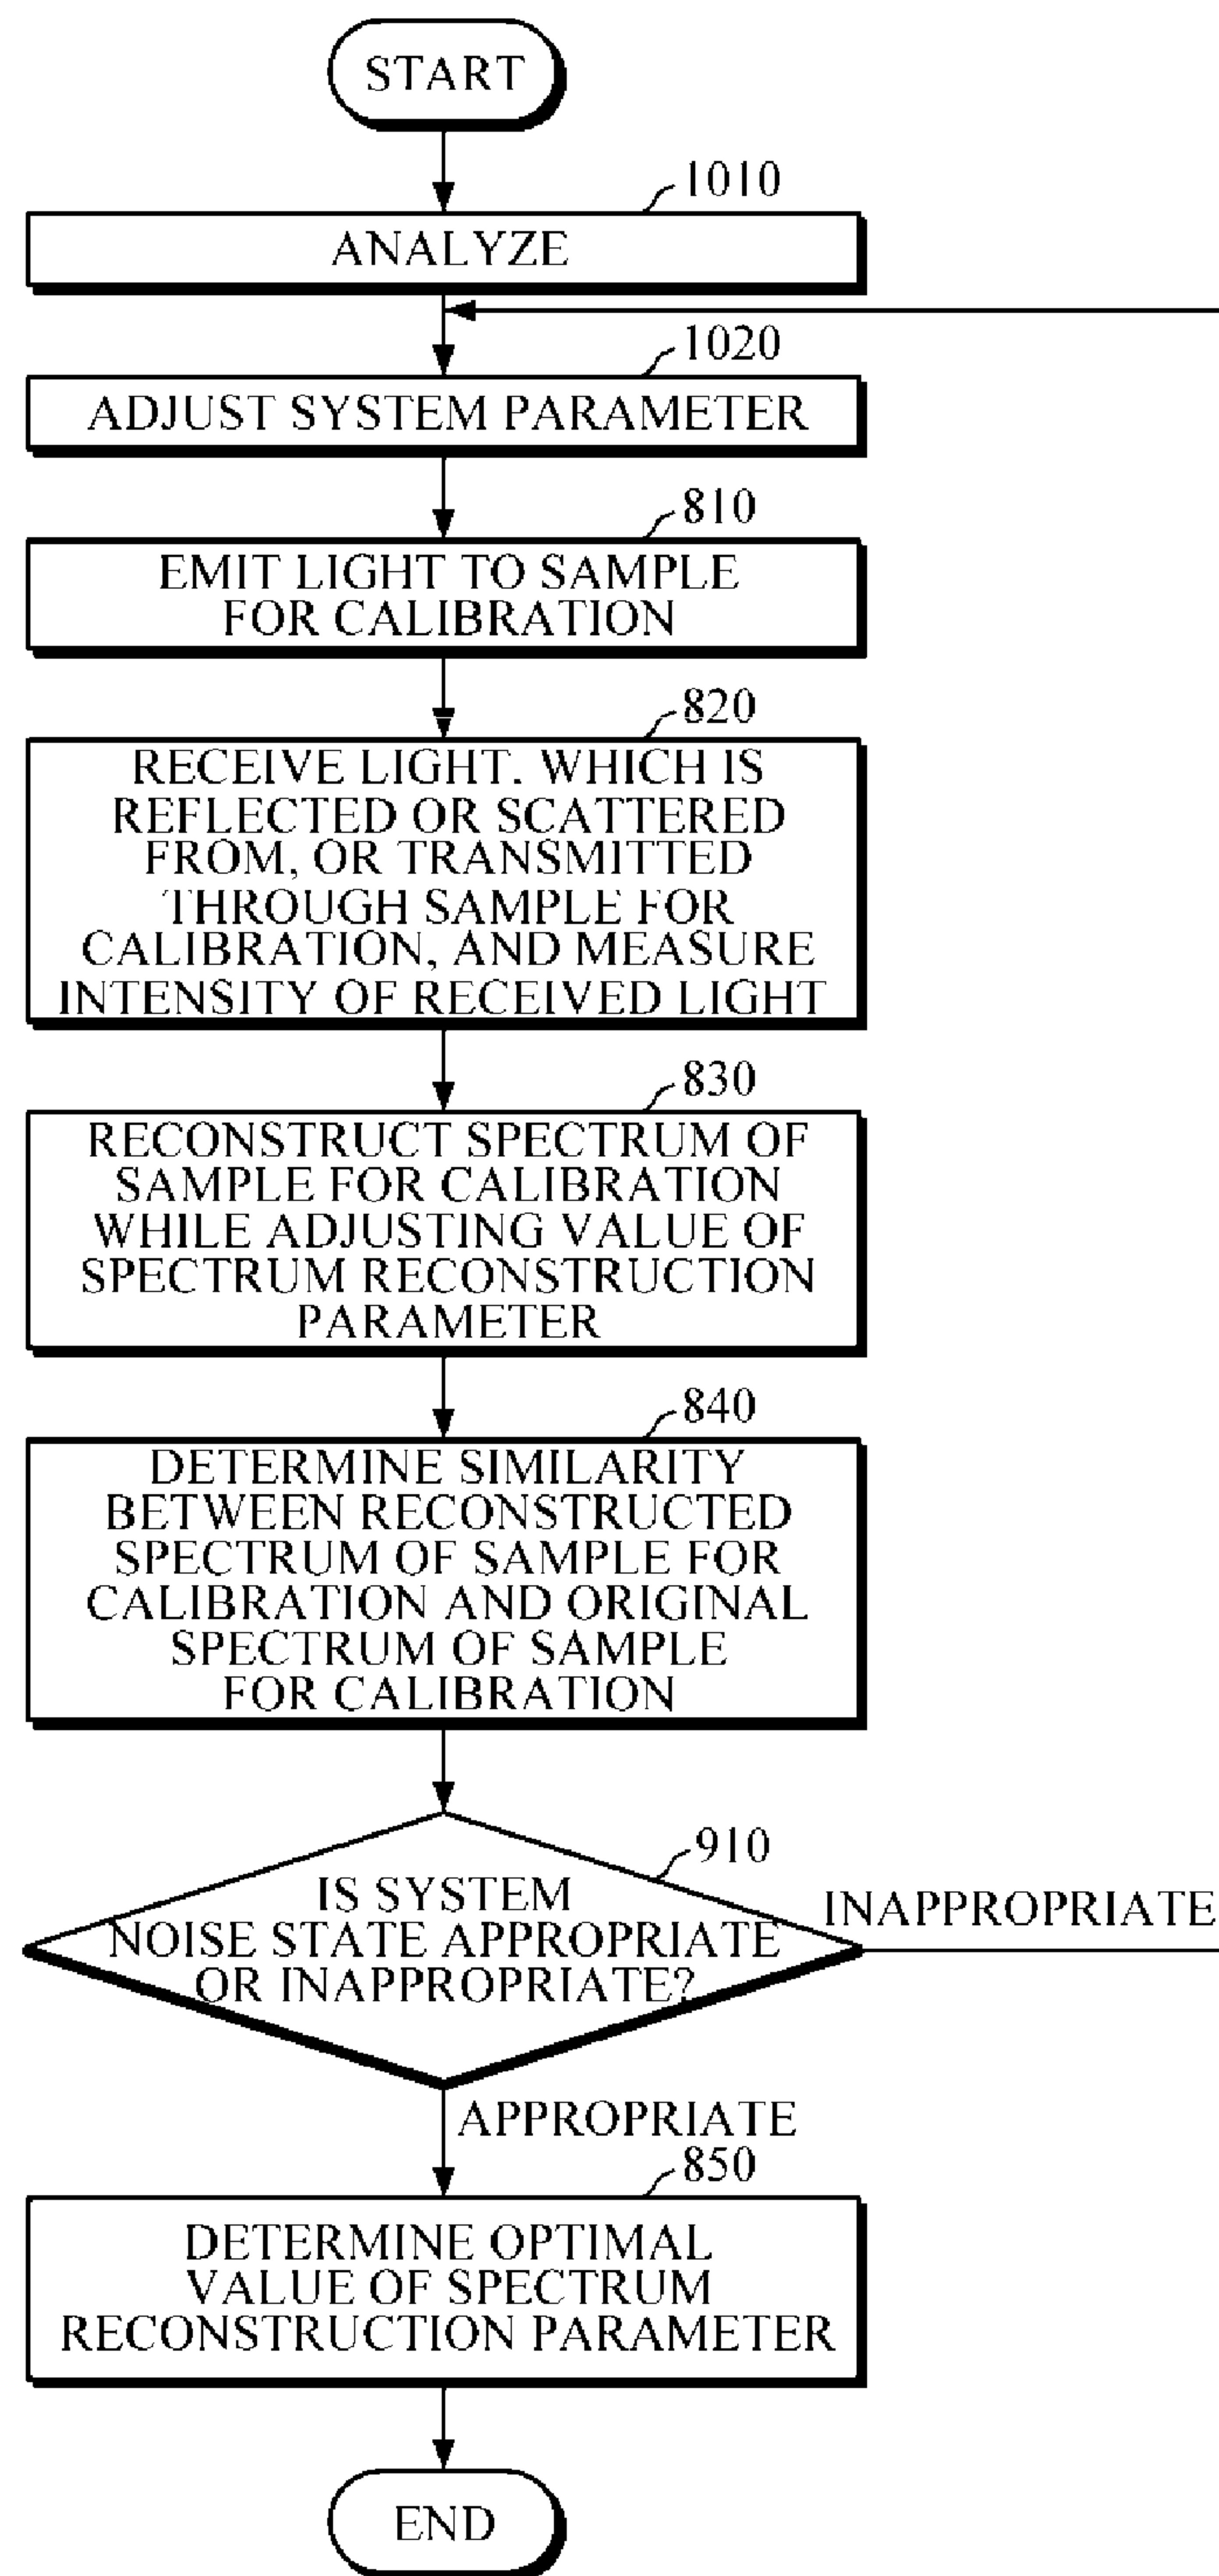 START
1010
ANALYZE
1020
ADJUST SYSTEM PARAMETER
810
EMIT LIGHT TO SAMPLE
FOR CALIBRATION
820
RECEIVE LIGHT, WHICH IS
REFLECTED OR SCATTERED
FROM, OR TRANSMITTED
THROUGH SAMPLE FOR
CALIBRATION, AND MEASURE
INTENSITY OF RECEIVED LIGHT
830
RECONSTRUCT SPECTRUM OF
SAMPLE FOR CALIBRATION
WHILE ADJUSTING VALUE OF
SPECTRUM RECONSTRUCTION
PARAMETER
840
DETERMINE SIMILARITY
BETWEEN RECONSTRUCTED
SPECTRUM OF SAMPLE FOR
CALIBRATION AND ORIGINAL
SPECTRUM OF SAMPLE
FOR CALIBRATION
910
IS SYSTEM
NOISE STATE APPROPRIATE
OR INAPPROPRIATE?
INAPPROPRIATE
APPROPRIATE
850
DETERMINE OPTIMAL
VALUE OF SPECTRUM
RECONSTRUCTION PARAMETER
END